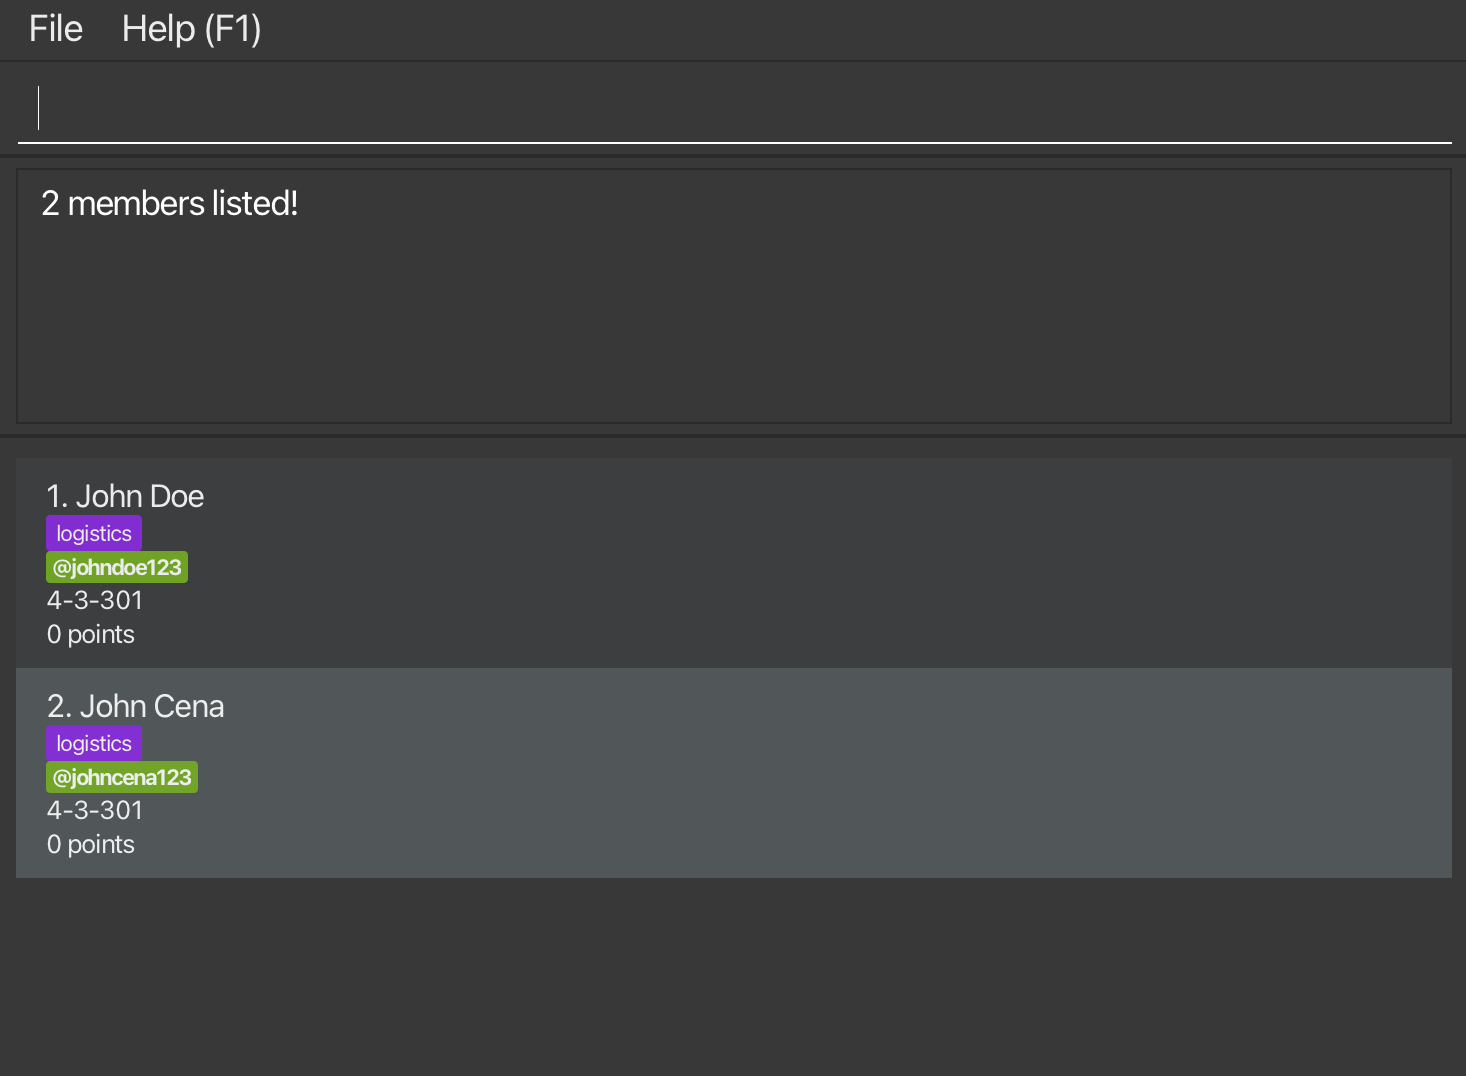 File Help (F1)
2 members listed!
1. John Doe
logistics
@johndoe123
4-3-301
0 points
2. John Cena
logistics
@johncena123
4-3-301
0 points